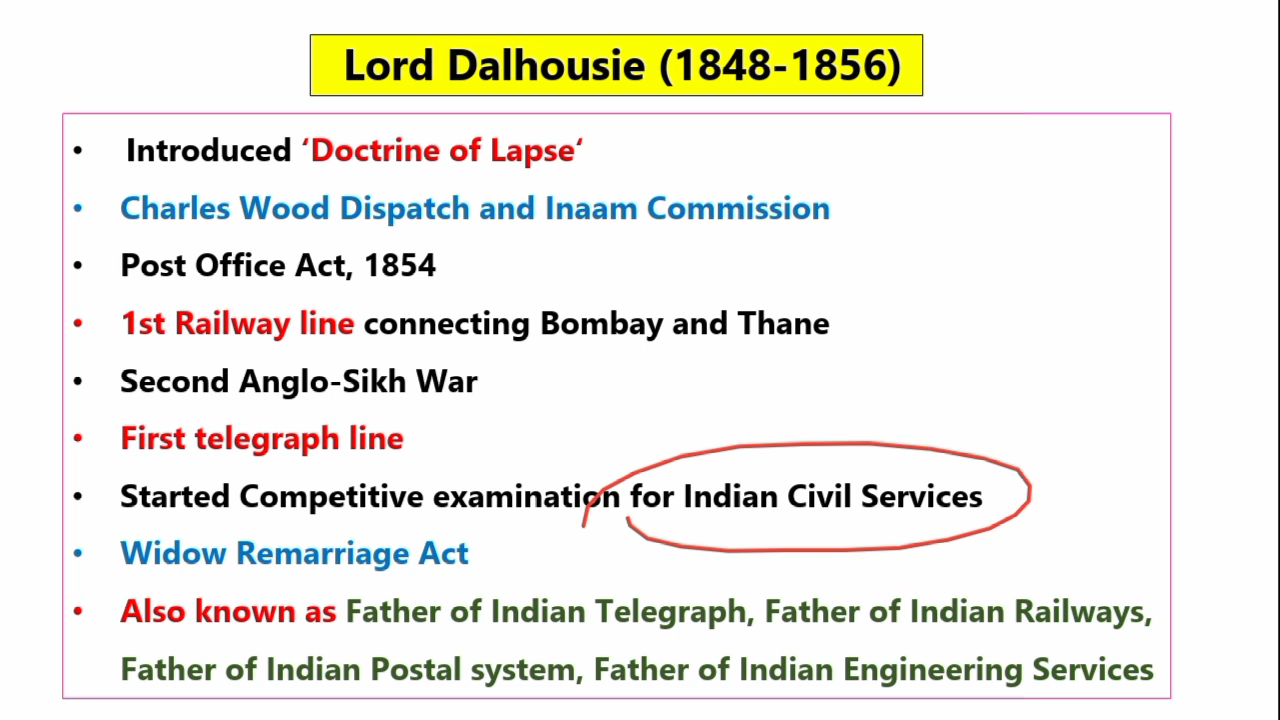 Lord Dalhousie (1848-1856)
• Introduced ‘Doctrine of Lapse‘
• Charles Wood Dispatch and Inaam Commission
• Post Office Act, 1854
• 1st Railway line connecting Bombay and Thane
• Second Anglo-Sikh War
• First telegraph line
• Started Competitive examination for Indian Civil Services
• Widow Remarriage Act
• Also known as Father of Indian Telegraph, Father of Indian Railways,
Father of Indian Postal system, Father of Indian Engineering Services